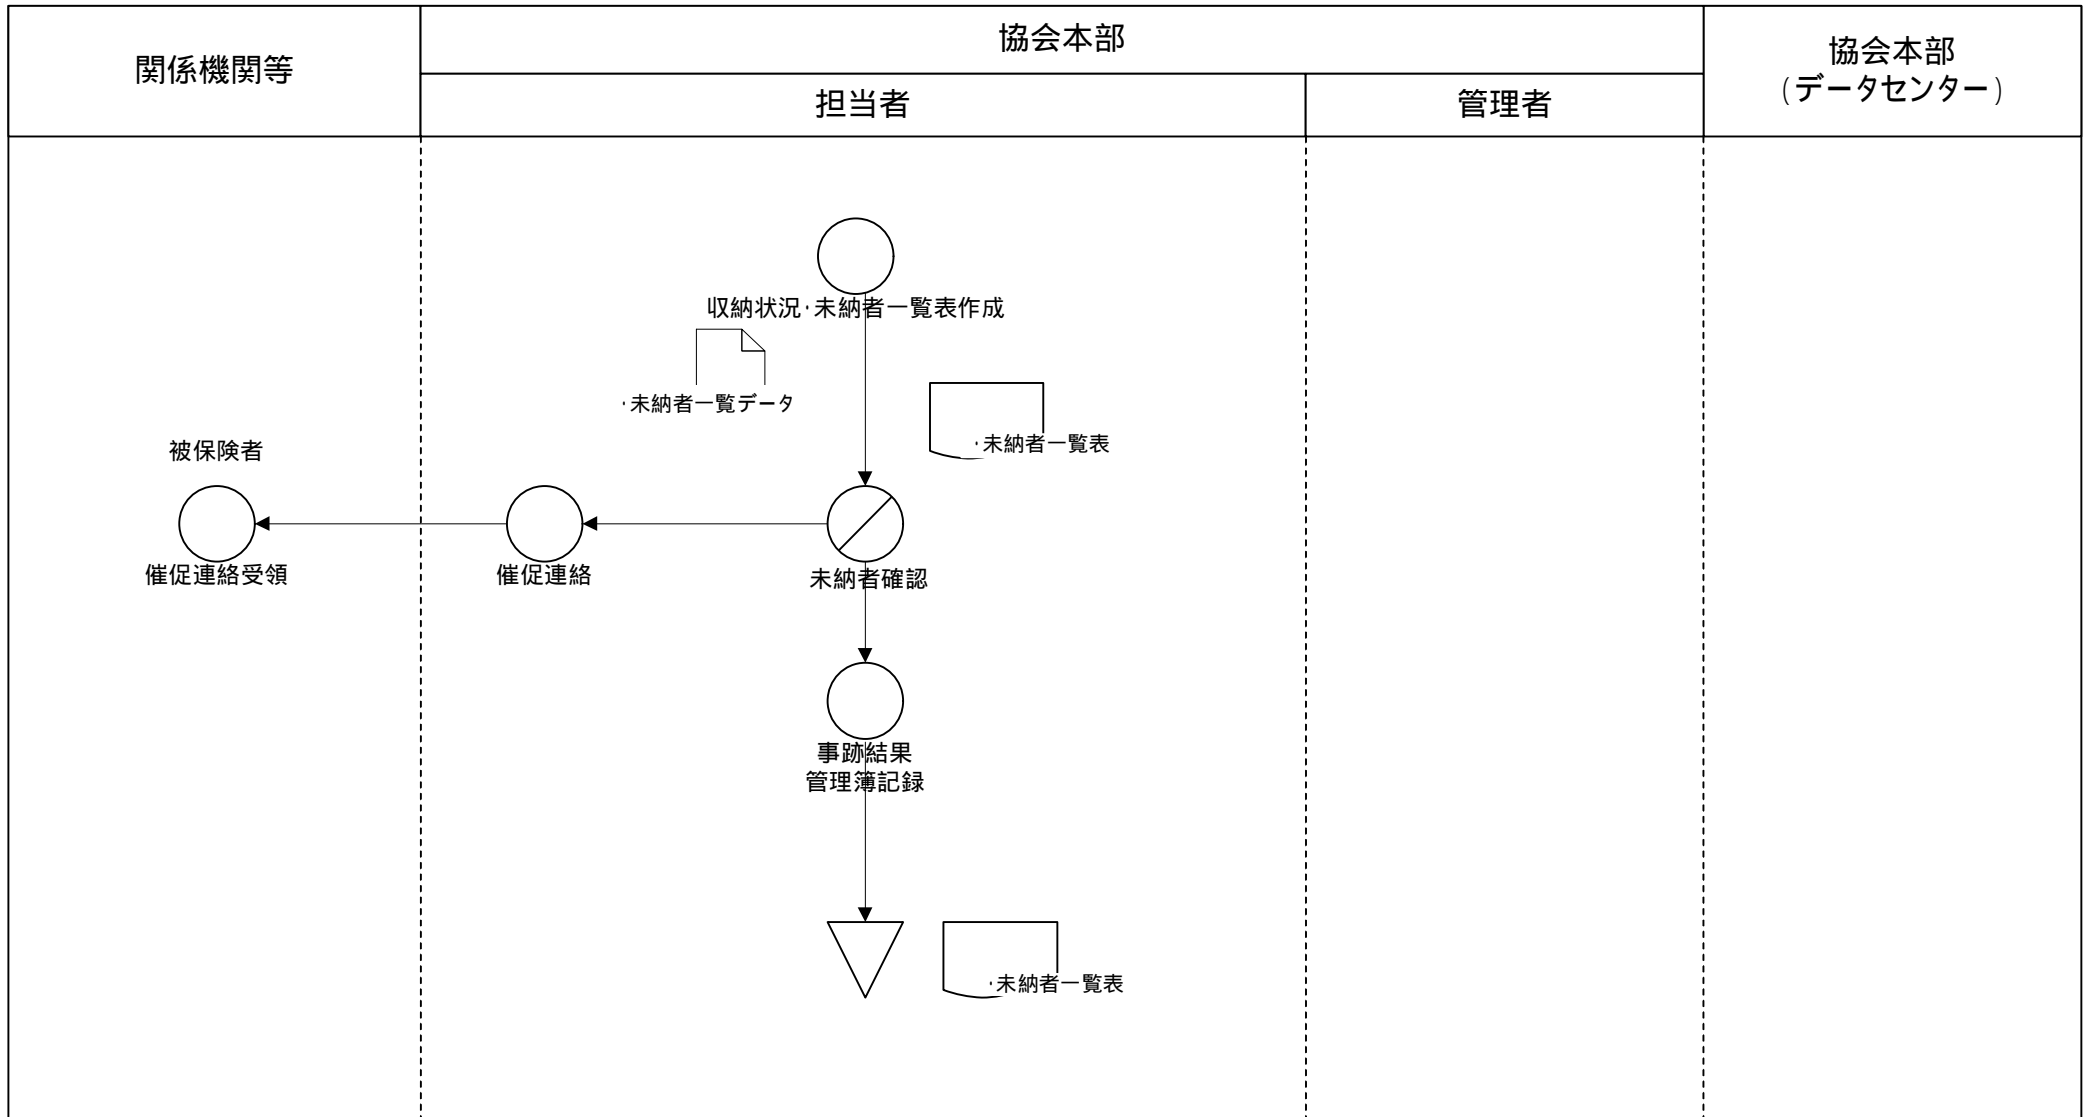 関係機関等
協会本部
協会本部
(データセンター)
担当者
管理者
収納状況・未納者一覧表作成
・未納者一覧データ
・未納者一覧表
被保険者
催促連絡受領
催促連絡
未納者確認
事跡結果
管理簿記録
・未納者一覧表